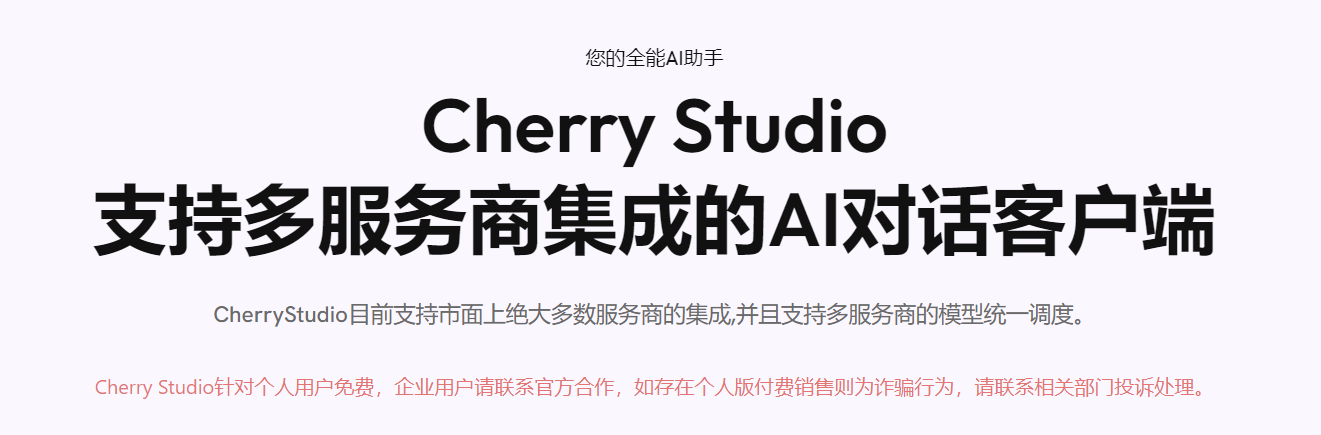 您的全能AI助手
Cherry Studio
支持多服务商集成的AI对话客户端
CherryStudio目前支持市面上绝大多数服务商的集成,并且支持多服务商的模型统一调度。
Cherry Studio针对个人用户免费，企业用户请联系官方合作，如存在个人版付费销售则为诈骗行为，请联系相关部门投诉处理。